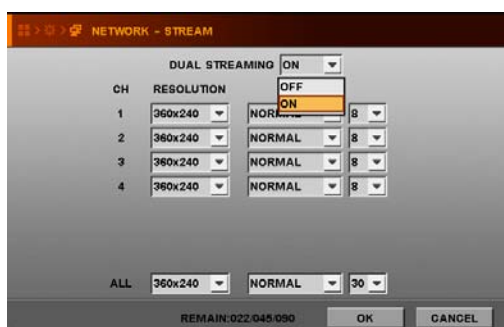 NETWORK - STREAM
DUAL STREAMING ON
OFF
ON
CH RESOLUTION
1 360x240 8
2 360x240 NORMAL 8
3 360x240 NORMAL 8
4 360x240 NORMAL 8
ALL 360x240 NORMAL 30
REMAIN:022/045/090 OK CANCEL